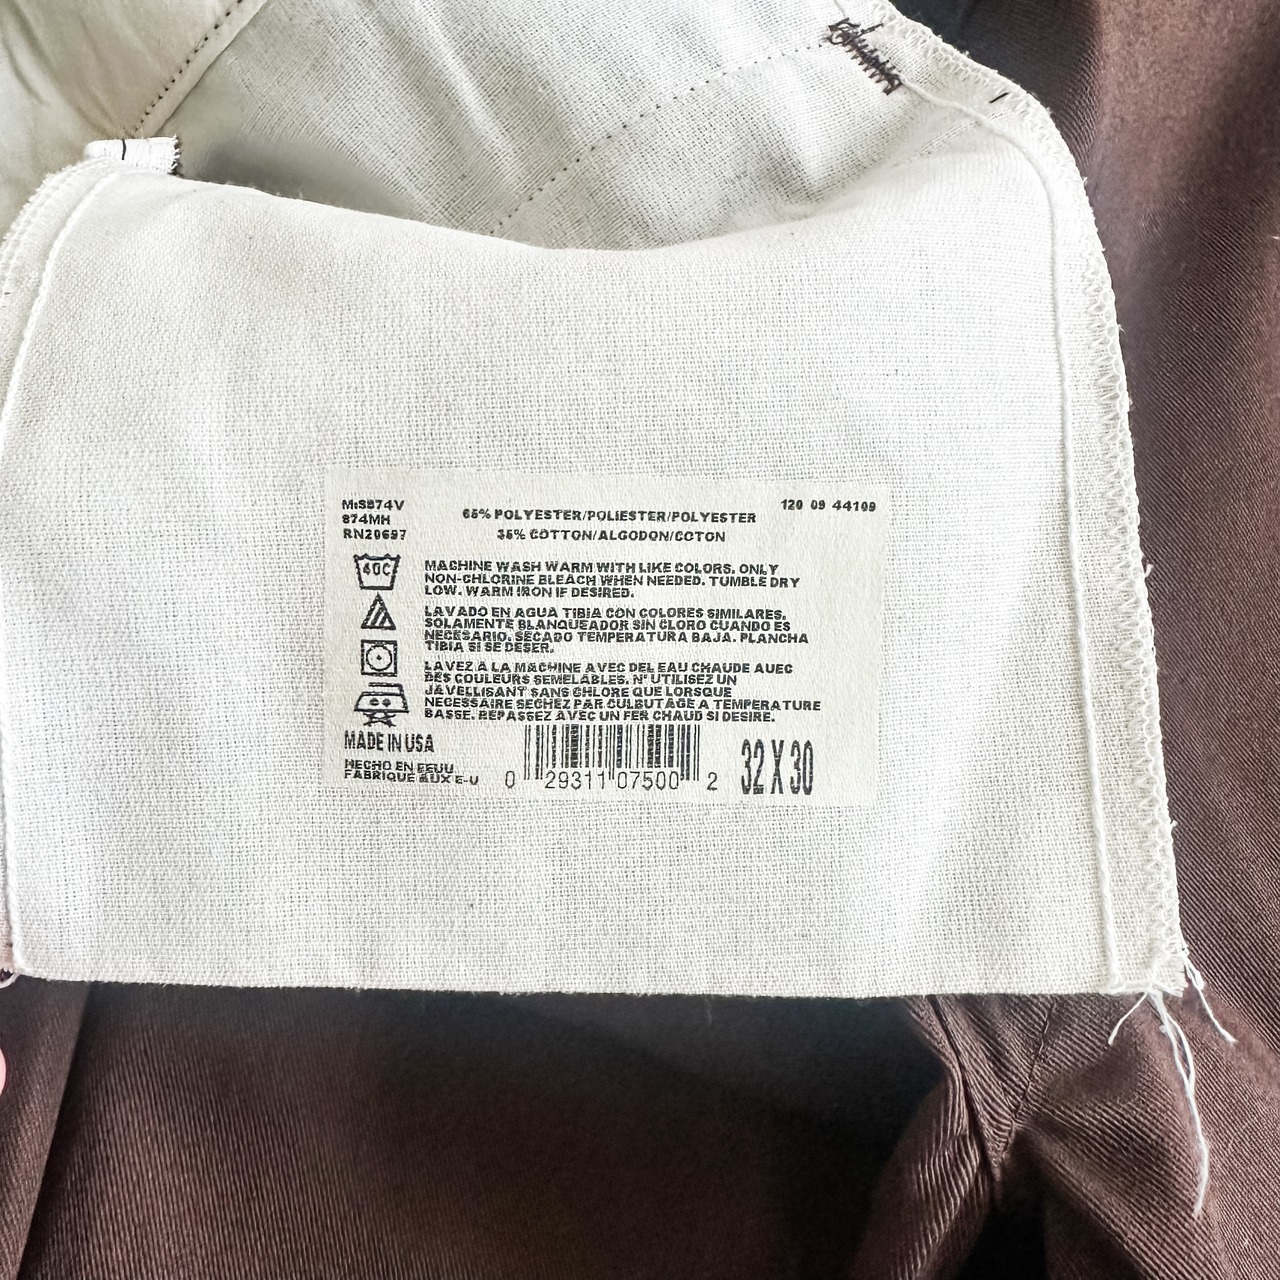 MIS874V
874MH
RN20697
65% POLYESTER/POLIESTER/POLYESTER
35% COTTON/ALGODON/COTON
120 09 44109
40C
MACHINE WASH WARM WITH LIKE COLORS. ONLY
NON-CHLORINE BLEACH WHEN NEEDED. TUMBLE DRY
LOW. WARM IRON IF DESIRED.
LAVADO EN AGUA TIBIA CON COLORES SIMILARES.
SOLAMENTE BLANQUEADOR SIN CLORO CUANDO ES
NECESARIO. SECADO TEMPERATURA BAJA. PLANCHA
TIBIA SI SE DESER.
LAVEZ A LA MACHINE AVEC DEL EAU CHAUDE AUEC
DES COULEURS SEMELABLES. N' UTILISEZ UN
JAVELLISANT SANS CHLORE QUE LORSQUE
NECESSAIRE SECHEZ PAR CULBUTAGE A TEMPERATURE
BASSE. REPASSEZ AVEC UN FER CHAUD SI DESIRE.
MADE IN USA
HECHO EN EEUU
FABRIQUE AUX E-U
0 29311 07500 2
32 X 30